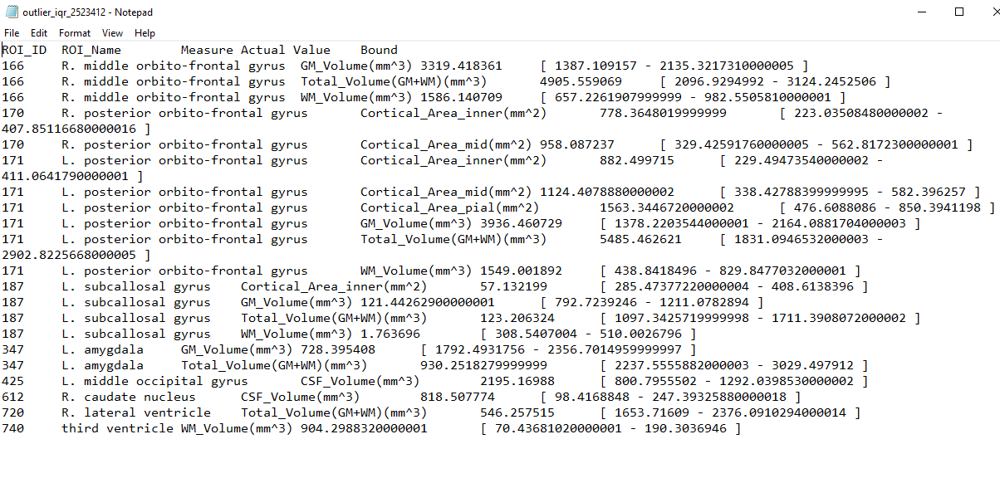 outlier_iqr_2523412 - Notepad
File Edit Format View Help
ROI_ID ROI_Name Measure Actual Value Bound
166 R. middle orbito-frontal gyrus GM_Volume(mm^3) 3319.418361 [ 1387.109157 - 2135.3217310000005 ]
166 R. middle orbito-frontal gyrus Total_Volume(GM+WM)(mm^3) 4905.559069 [ 2096.9294992 - 3124.2452506 ]
166 R. middle orbito-frontal gyrus WM_Volume(mm^3) 1586.140709 [ 657.2261907999999 - 982.5505810000001 ]
170 R. posterior orbito-frontal gyrus Cortical_Area_inner(mm^2) 778.3648019999999 [ 223.03508480000002 -
407.85116680000016 ]
170 R. posterior orbito-frontal gyrus Cortical_Area_mid(mm^2) 958.087237 [ 329.42591760000005 - 562.8172300000001 ]
171 L. posterior orbito-frontal gyrus Cortical_Area_inner(mm^2) 882.499715 [ 229.49473540000002 -
411.0641790000001 ]
171 L. posterior orbito-frontal gyrus Cortical_Area_mid(mm^2) 1124.4078880000002 [ 338.42788399999995 - 582.396257 ]
171 L. posterior orbito-frontal gyrus Cortical_Area_pial(mm^2) 1563.3446720000002 [ 476.6088086 - 850.3941198 ]
171 L. posterior orbito-frontal gyrus GM_Volume(mm^3) 3936.460729 [ 1378.2203544000001 - 2164.0881704000003 ]
171 L. posterior orbito-frontal gyrus Total_Volume(GM+WM)(mm^3) 5485.462621 [ 1831.0946532000003 -
2902.8225668000005 ]
171 L. posterior orbito-frontal gyrus WM_Volume(mm^3) 1549.001892 [ 438.8418496 - 829.8477032000001 ]
187 L. subcallosal gyrus Cortical_Area_inner(mm^2) 57.132199 [ 285.47377220000004 - 408.6138396 ]
187 L. subcallosal gyrus GM_Volume(mm^3) 121.44262900000001 [ 792.7239246 - 1211.0782894 ]
187 L. subcallosal gyrus Total_Volume(GM+WM)(mm^3) 123.206324 [ 1097.3425719999998 - 1711.3908072000002 ]
187 L. subcallosal gyrus WM_Volume(mm^3) 1.763696 [ 308.5407004 - 510.0026796 ]
347 L. amygdala GM_Volume(mm^3) 728.395408 [ 1792.4931756 - 2356.7014959999997 ]
347 L. amygdala Total_Volume(GM+WM)(mm^3) 930.2518279999999 [ 2237.5555882000003 - 3029.497912 ]
425 L. middle occipital gyrus CSF_Volume(mm^3) 2195.16988 [ 800.7955502 - 1292.0398530000002 ]
612 R. caudate nucleus CSF_Volume(mm^3) 818.507774 [ 98.4168848 - 247.39325880000018 ]
720 R. lateral ventricle Total_Volume(GM+WM)(mm^3) 546.257515 [ 1653.71609 - 2376.0910294000014 ]
740 third ventricle WM_Volume(mm^3) 904.2988320000001 [ 70.43681020000001 - 190.3036946 ]